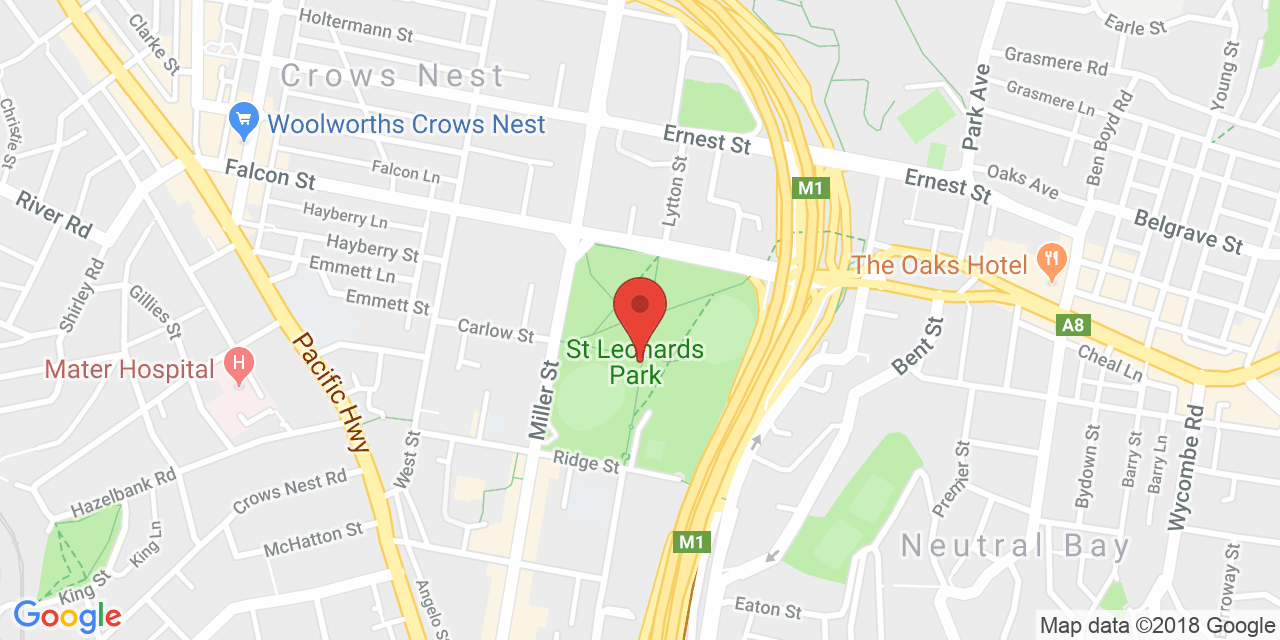 Holtermann St
Clarke St
Crows Nest
Earle St
Grasmere Rd
Grasmere Ln
Young St
Park Ave
Ben Boyd Rd
Christie St
Woolworths Crows Nest
Ernest St
Falcon St
Falcon Ln
Lytton St
M1
Ernest St
Oaks Ave
River Rd
Hayberry Ln
Hayberry St
Belgrave St
Emmett Ln
Emmett St
Shirley Rd
Gillies St
The Oaks Hotel
Carlow St
A8
Bent St
Cheal Ln
Mater Hospital
H
Pacific Hwy
Miller St
St Leonards
Park
West St
Ridge St
Wycombe Rd
Bydown St
Barry St
Barry Ln
Premier St
Hazelbank Rd
Crows Nest Rd
King Ln
McHatton St
M1
Neutral Bay
King St
Angelo S
Eaton St
rroway St
Google
Map data ©2018 Google